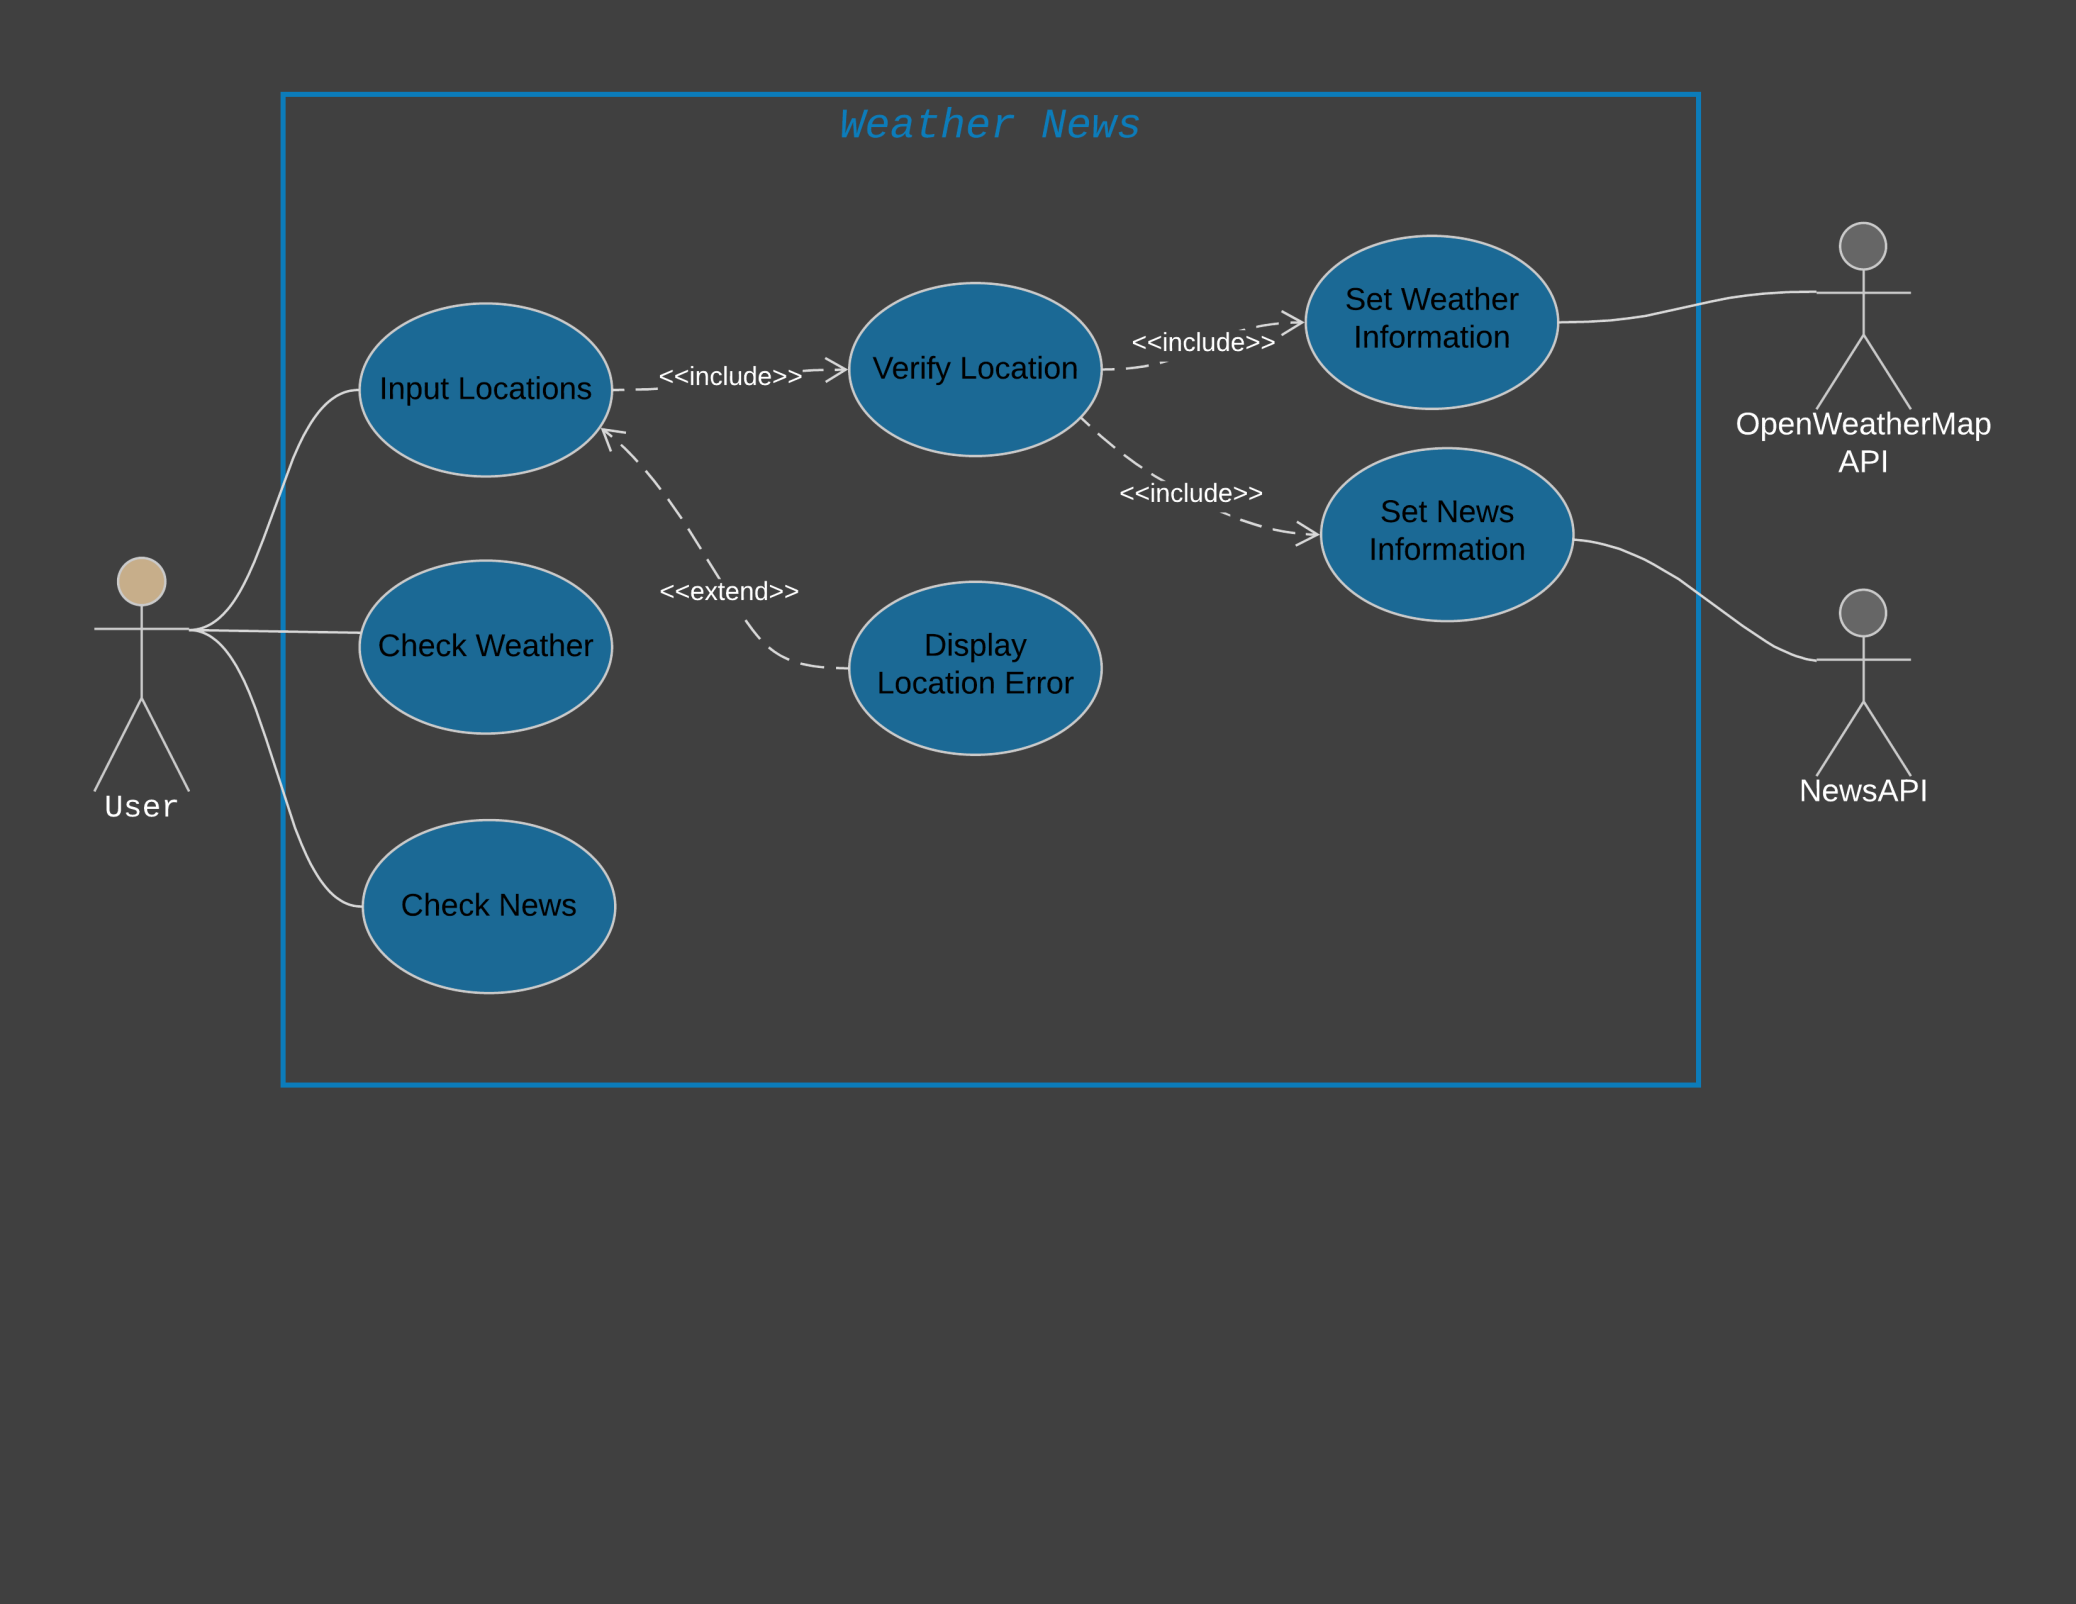 Weather News
Input Locations
<<include>>
Verify Location
<<include>>
Set Weather
Information
OpenWeatherMap
API
<<include>>
Set News
Information
<<extend>>
Check Weather
Display
Location Error
User
NewsAPI
Check News